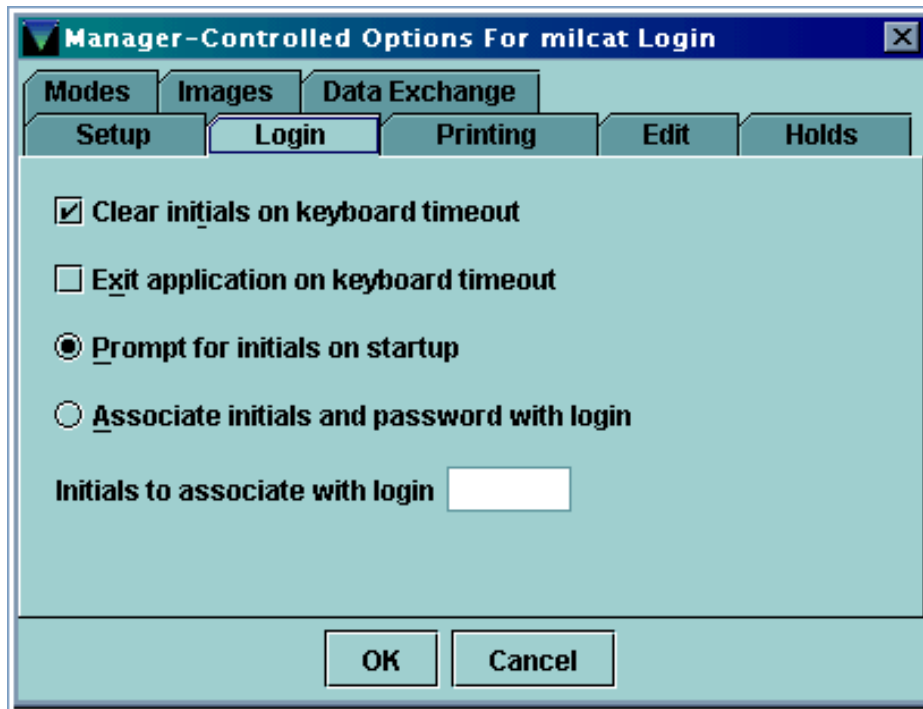 Manager-Controlled Options For milcat Login
Modes Images Data Exchange
Setup Login Printing Edit Holds
Clear initials on keyboard timeout
Exit application on keyboard timeout
Prompt for initials on startup
Associate initials and password with login
Initials to associate with login
OK Cancel